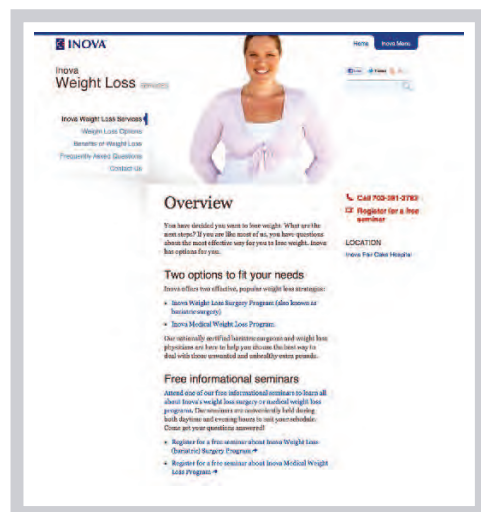 INOVA
Home
Inova Menu
Inova
Weight Loss
Inova Weight Loss Services
Weight Loss Options
Benefits of Weight Loss
Frequently Asked Questions
Contact Us
Overview
You have decided you want to lose weight. What are the
next steps? If you are like most of us, you have questions
about the most effective way for you to lose weight. Inova
has options for you.
Call 703-391-3783
Register for a free
seminar
LOCATION
Inova Fair Oaks Hospital
Two options to fit your needs
Inova offers two effective, popular weight loss strategies:
Inova Weight Loss Surgery Program (also known as
bariatric surgery)
Inova Medical Weight Loss Program
Our nationally certified bariatric surgeons and weight loss
physicians are here to help you choose the best way to
deal with those unwanted and unhealthy extra pounds.
Free informational seminars
Attend one of our free informational seminars to learn all
about Inova's weight loss surgery or medical weight loss
programs. Our seminars are conveniently held during
both daytime and evening hours to suit your schedule.
Come get your questions answered!
Register for a free seminar about Inova Weight Loss
(bariatric) Surgery Program →
Register for a free seminar about Inova Medical Weight
Loss Program →